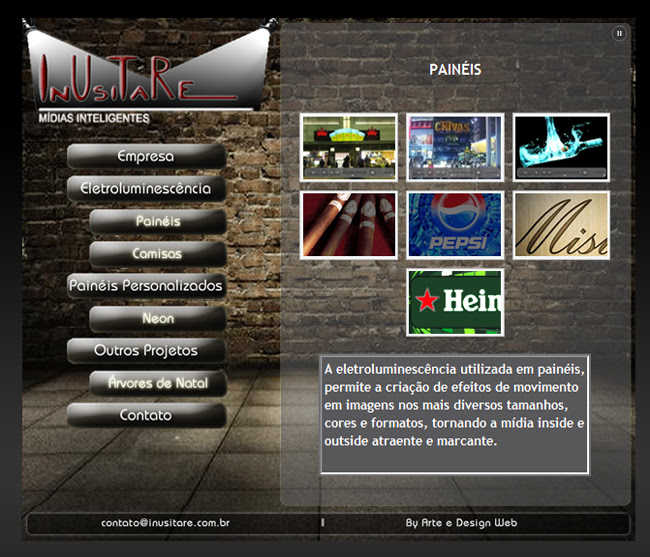 InUsiTaRe
MÍDIAS INTELIGENTES
Empresa
Eletroluminescência
Painéis
Camisas
Painéis Personalizados
Neon
Outros Projetos
Árvores de Natal
Contato
PAINÉIS
CHIVAS
PEPSI
Misu
Hein
A eletroluminescência utilizada em painéis,
permite a criação de efeitos de movimento
em imagens nos mais diversos tamanhos,
cores e formatos, tornando a mídia inside e
outside atraente e marcante.
contato@inusitare.com.br || By Arte e Design Web